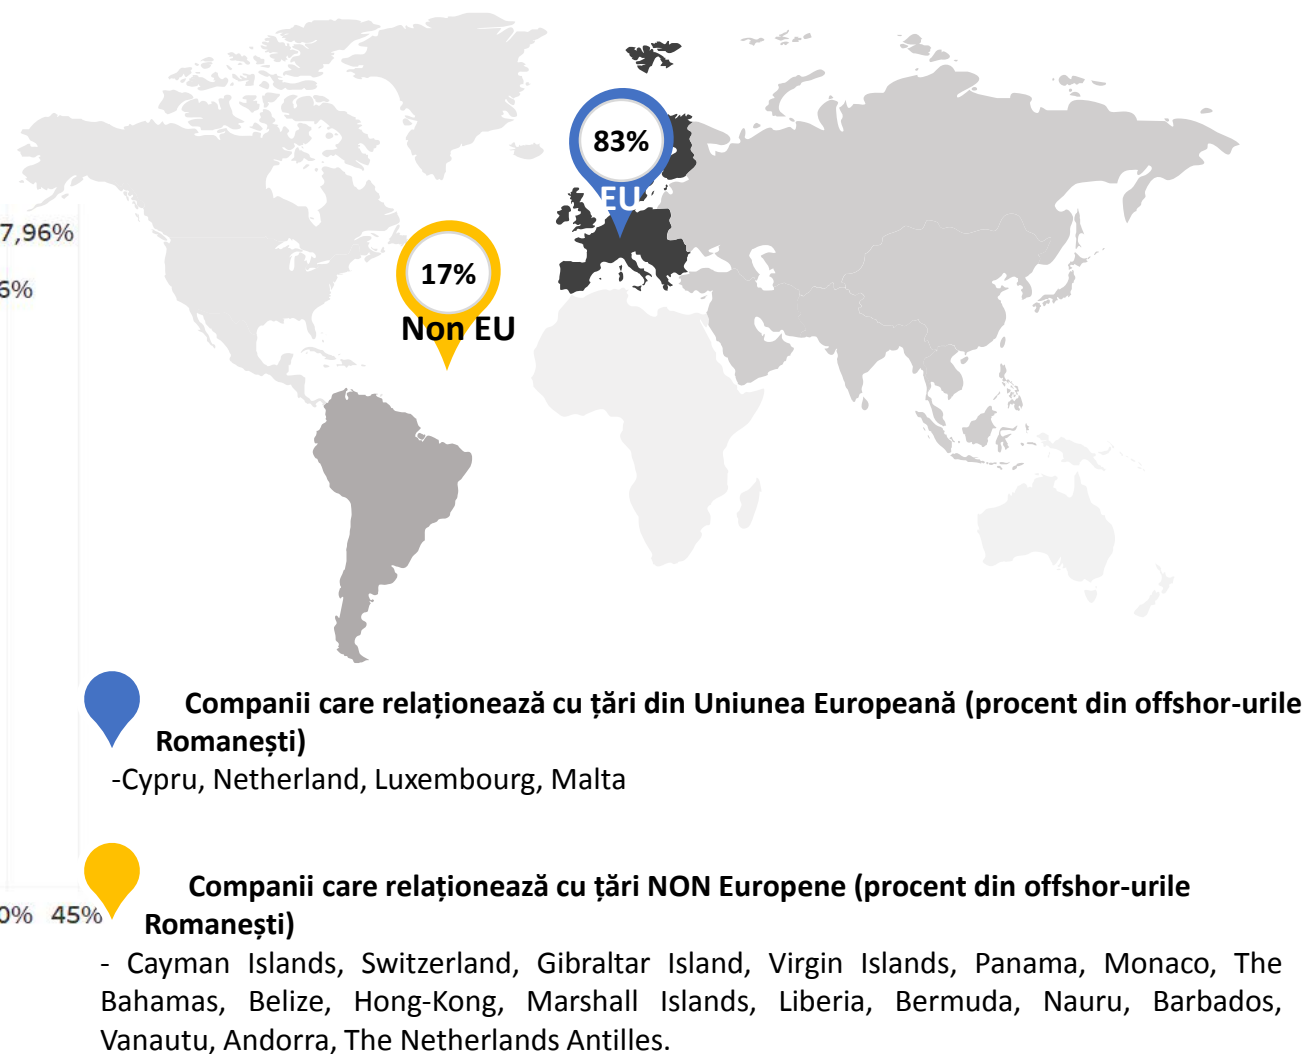 83%
EU
7,96%
6%
17%
Non EU
Companii care relaționează cu țări din Uniunea Europeană (procent din offshor-urile
Romanești)
-Cypru, Netherland, Luxembourg, Malta
Companii care relaționează cu țări NON Europene (procent din offshor-urile
0% 45%
Romanești)
- Cayman Islands, Switzerland, Gibraltar Island, Virgin Islands, Panama, Monaco, The
Bahamas, Belize, Hong-Kong, Marshall Islands, Liberia, Bermuda, Nauru, Barbados,
Vanautu, Andorra, The Netherlands Antilles.